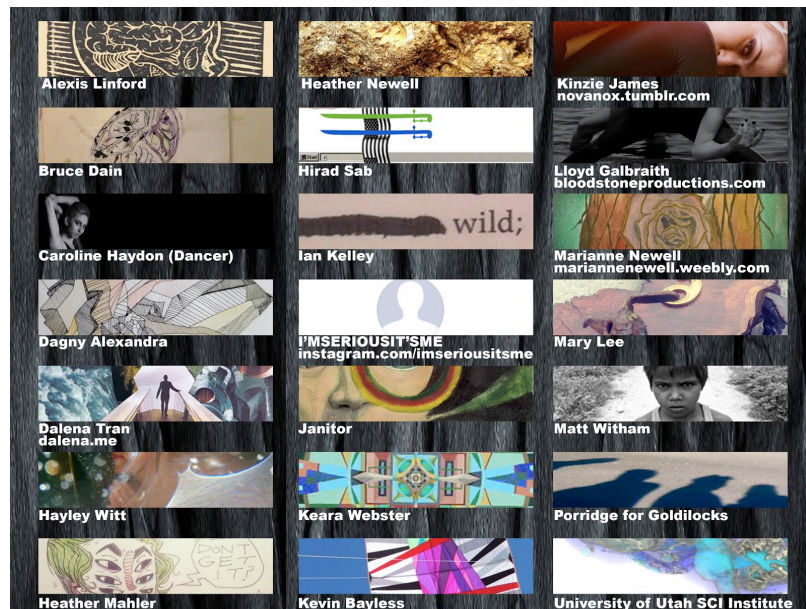 Alexis Linford
Heather Newell
Kinzie James
novanox.tumblr.com
Bruce Dain
Start
Hirad Sab
Lloyd Galbraith
bloodstoneproductions.com
Caroline Haydon (Dancer)
wild;
Ian Kelley
Marianne Newell
mariannenewell.weebly.com
Dagny Alexandra
I'MSERIOUSIT'SME
instagram.com/imseriousitsme
Mary Lee
Dalena Tran
dalena.me
Janitor
Matt Witham
Hayley Witt
Keara Webster
Porridge for Goldilocks
DON'T
GET
IT?
Heather Mahler
Kevin Bayless
University of Utah SCI Institute